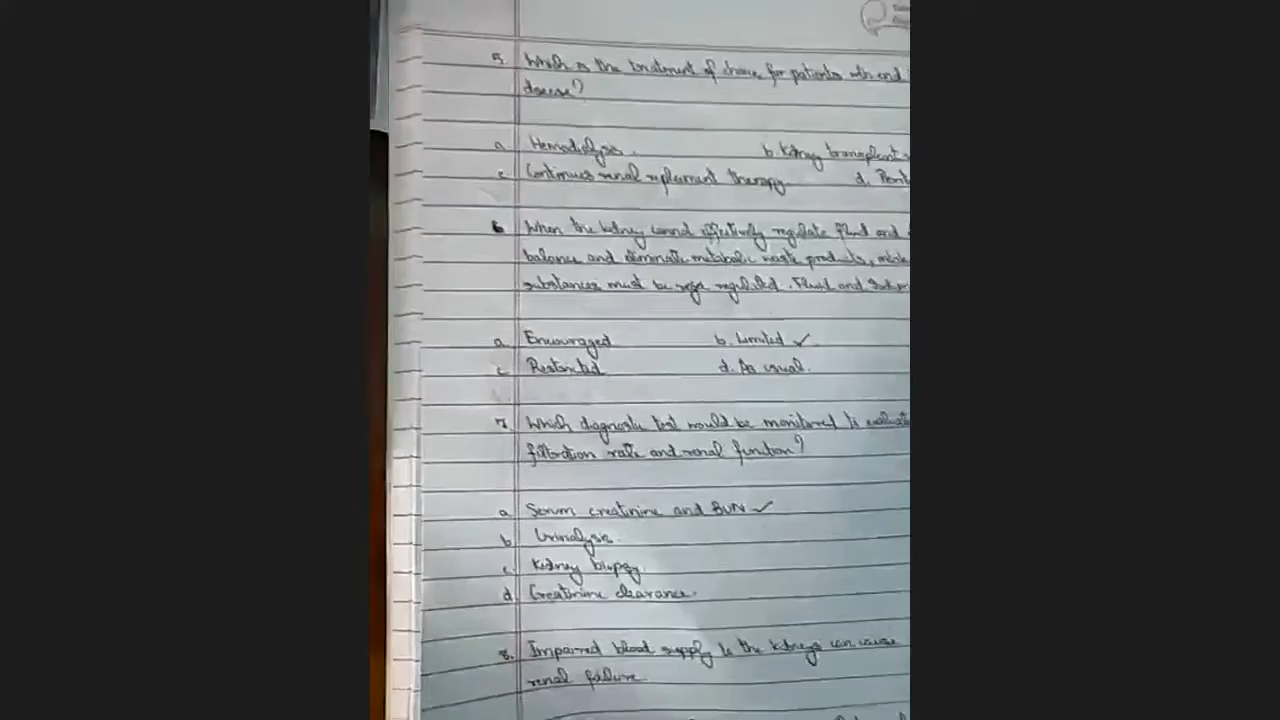 5. Which is the treatment of choice for patients with end
disease?
a. Hemodialysis. b. Kidney transplant
c. Continues renal replacement therapy d.
6 When the kidney cannot effectively regulate fluid and
balance and eliminate metabolic waste products, intake
substances must be regulated. Fluid and
a. Encouraged b. Limited ✓
c. Restricted d. As usual.
7. Which diagnostic test would be monitored to evaluate
filtration rate and renal function?
a. Serum creatinine and BUN ✓
b Urinalysis.
c. Kidney biopsy
d. Creatinine clearance.
8. Impaired blood supply to the kidneys can cause
renal failure